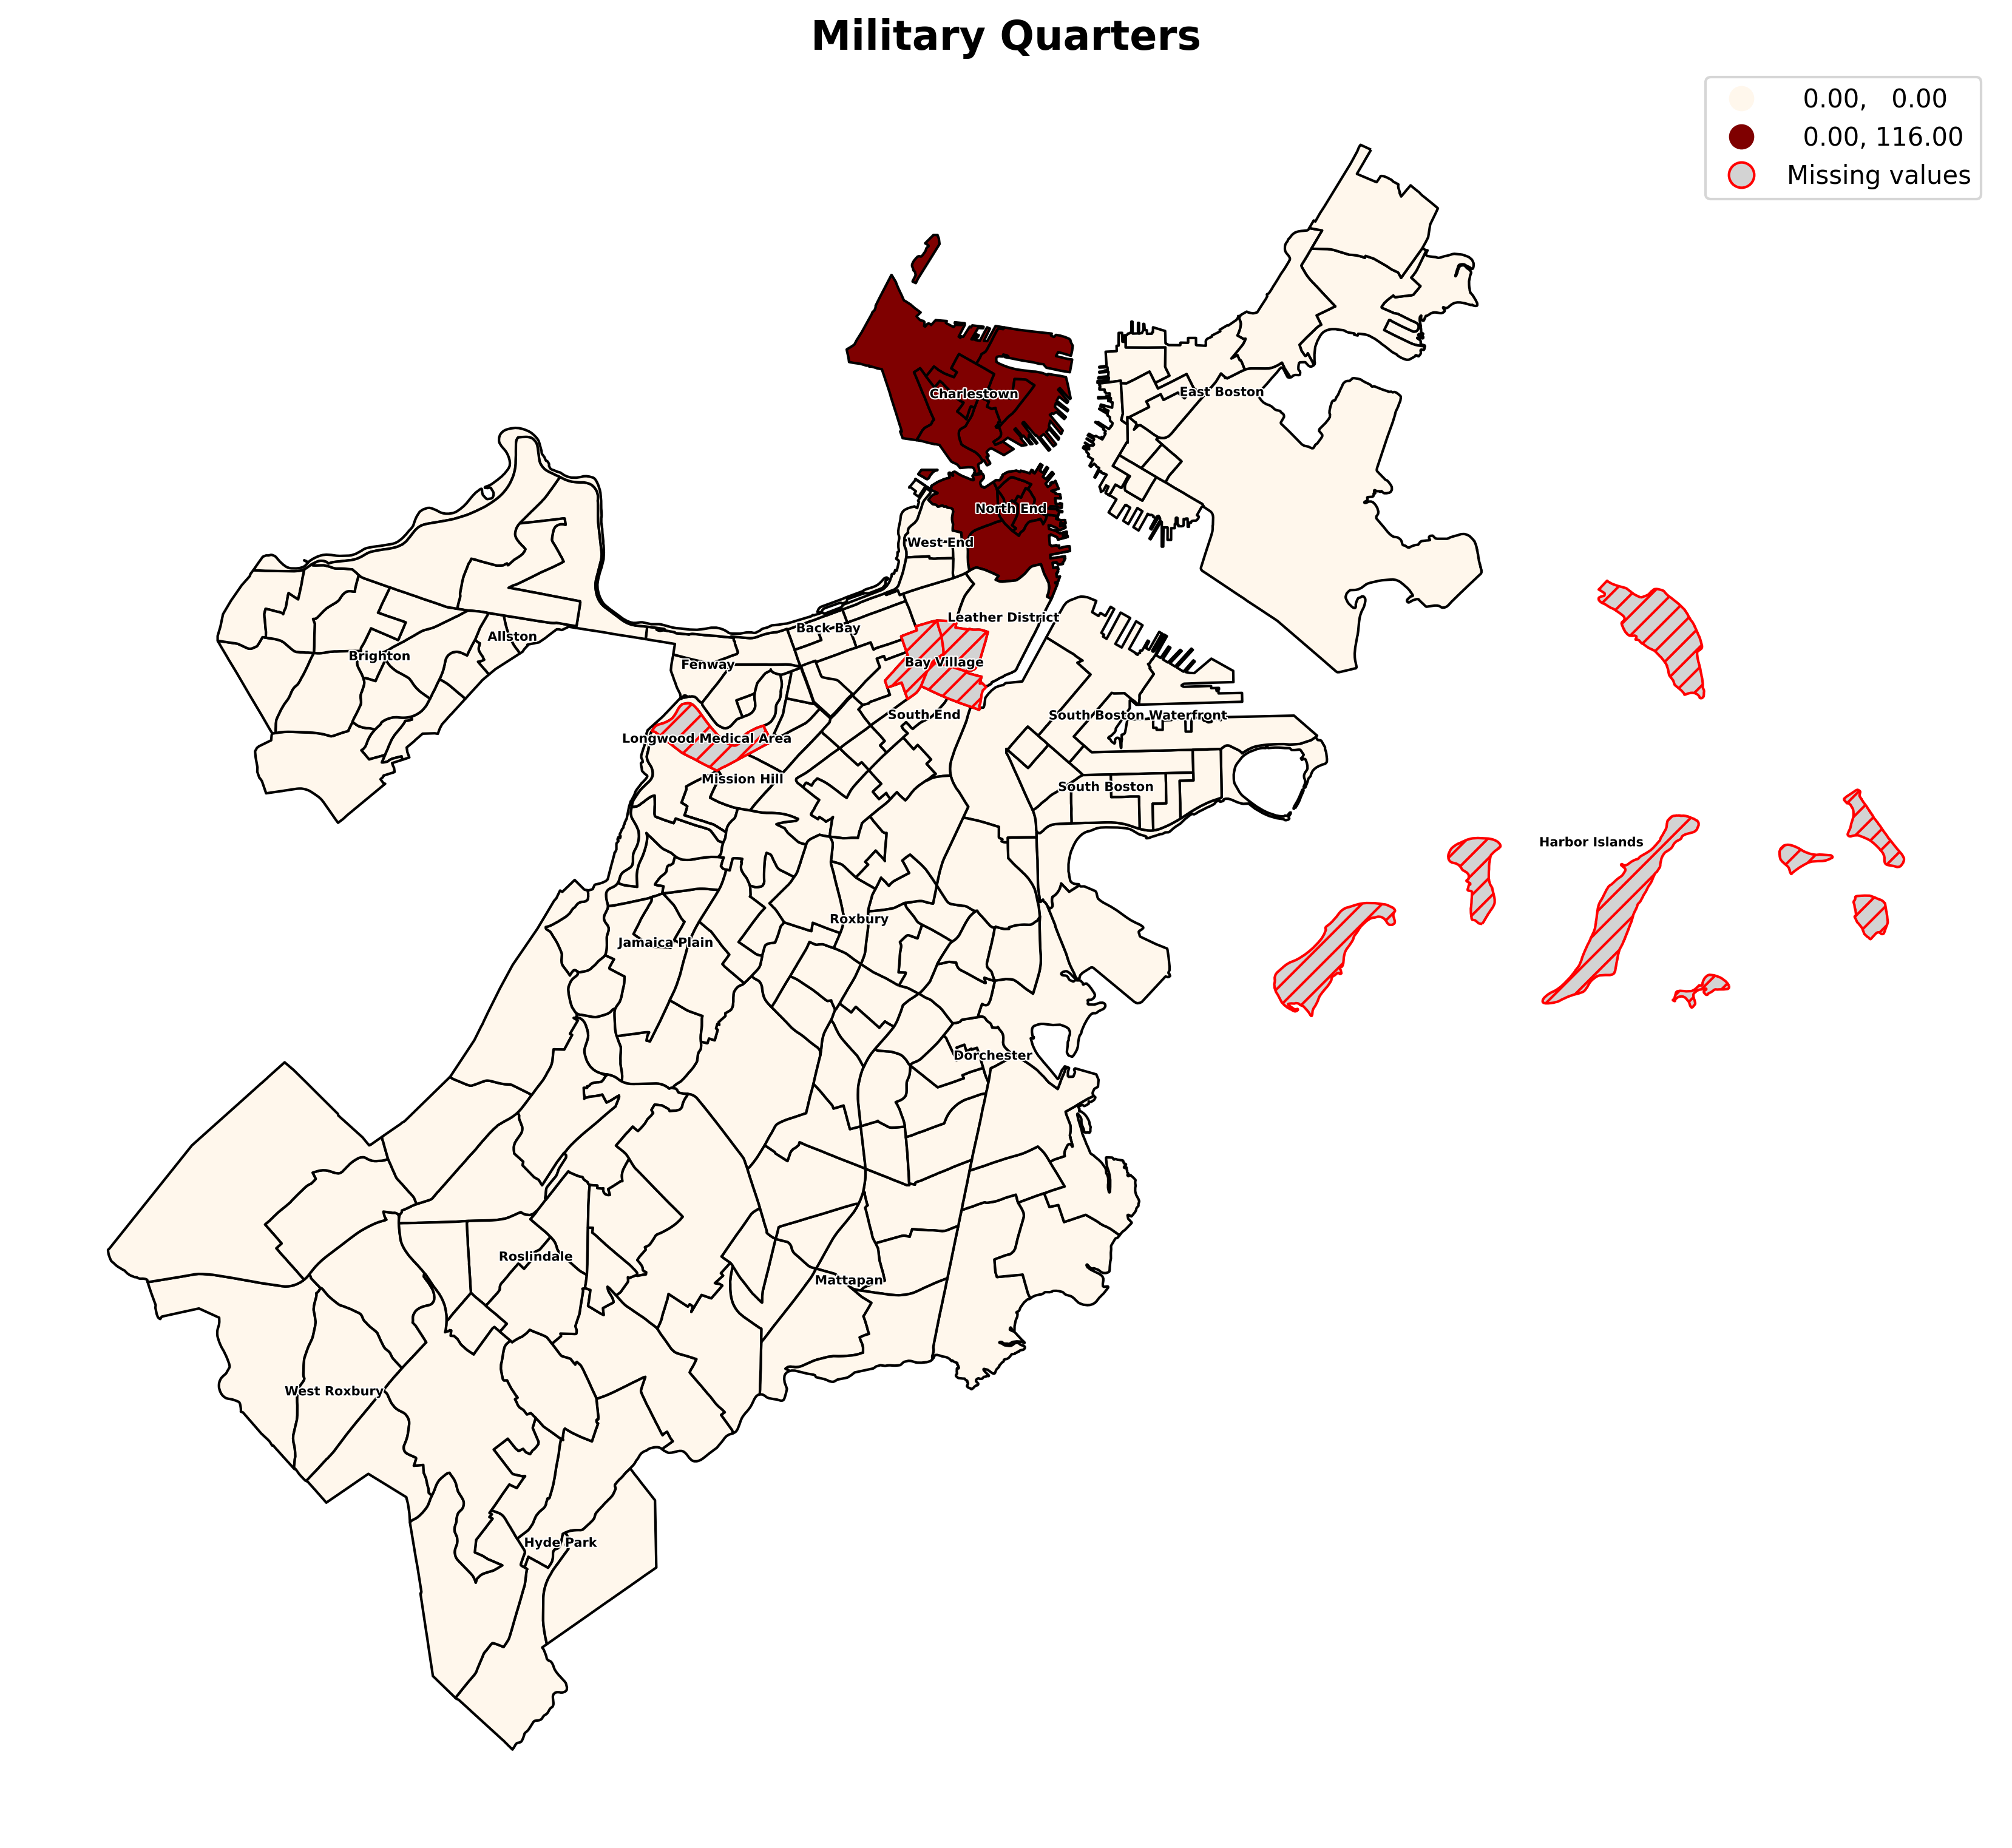 Military Quarters
0.00, 0.00
0.00, 116.00
Missing values
Charlestown
East Boston
North End
West End
Leather District
Back Bay
Allston
Brighton
Fenway
Bay Village
South End
South Boston Waterfront
Longwood Medical Area
Mission Hill
South Boston
Harbor Islands
Roxbury
Jamaica Plain
Dorchester
Roslindale
Mattapan
West Roxbury
Hyde Park